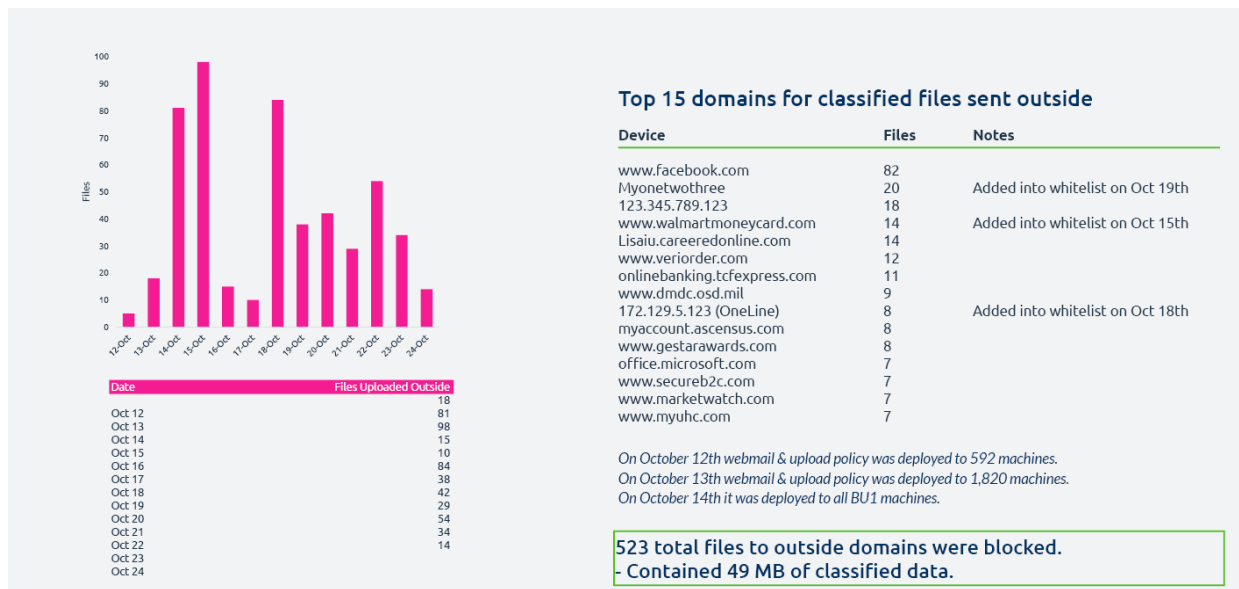 100
90
80
70
60
50
40
30
20
10
0
Files
12-Oct 13-Oct 14-Oct 15-Oct 16-Oct 17-Oct 18-Oct 19-Oct 20-Oct 21-Oct 22-Oct 23-Oct 24-Oct
Date Files Uploaded Outside
18
Oct 12 81
Oct 13 98
Oct 14 15
Oct 15 10
Oct 16 84
Oct 17 38
Oct 18 42
Oct 19 29
Oct 20 54
Oct 21 34
Oct 22 14
Oct 23
Oct 24
Top 15 domains for classified files sent outside
Device Files Notes
www.facebook.com 82
Myonetwothree 20 Added into whitelist on Oct 19th
123.345.789.123 18
www.walmartmoneycard.com 14 Added into whitelist on Oct 15th
Lisaiu.careeredonline.com 14
www.veriorder.com 12
onlinebanking.tcfexpress.com 11
www.dmdc.osd.mil 9
172.129.5.123 (OneLine) 8 Added into whitelist on Oct 18th
myaccount.ascensus.com 8
www.gestarawards.com 8
office.microsoft.com 7
www.secureb2c.com 7
www.marketwatch.com 7
www.myuhc.com 7
On October 12th webmail & upload policy was deployed to 592 machines.
On October 13th webmail & upload policy was deployed to 1,820 machines.
On October 14th it was deployed to all BU1 machines.
523 total files to outside domains were blocked.
- Contained 49 MB of classified data.